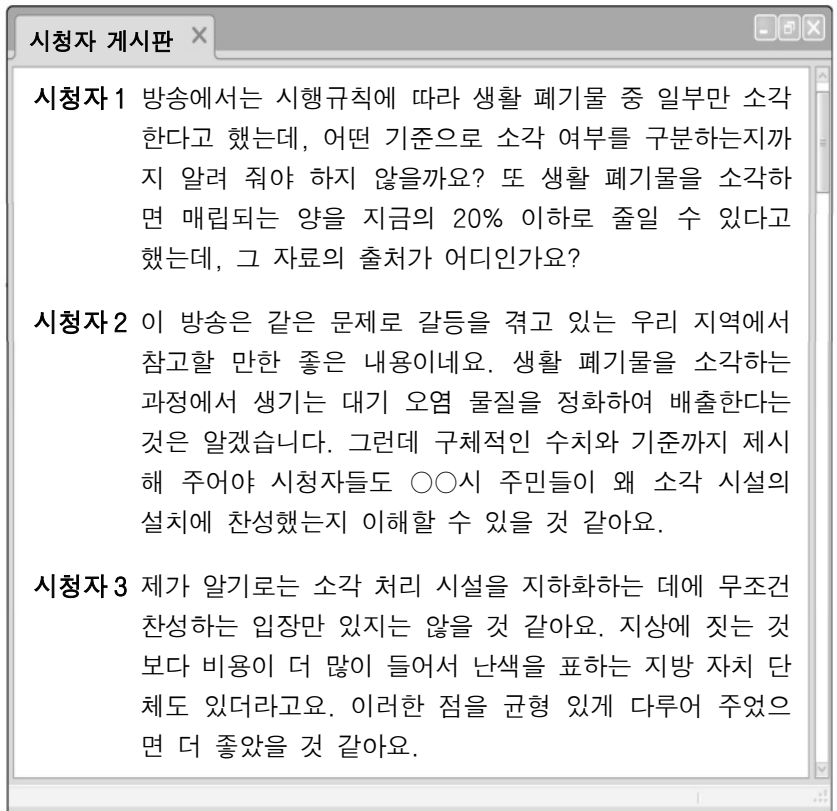 시청자 게시판
시청자 1 방송에서는 시행규칙에 따라 생활 폐기물 중 일부만 소각
한다고 했는데, 어떤 기준으로 소각 여부를 구분하는지까
지 알려 줘야 하지 않을까요? 또 생활 폐기물을 소각하
면 매립되는 양을 지금의 20% 이하로 줄일 수 있다고
했는데, 그 자료의 출처가 어디인가요?
시청자 2 이 방송은 같은 문제로 갈등을 겪고 있는 우리 지역에서
참고할 만한 좋은 내용이네요. 생활 폐기물을 소각하는
과정에서 생기는 대기 오염 물질을 정화하여 배출한다는
것은 알겠습니다. 그런데 구체적인 수치와 기준까지 제시
해 주어야 시청자들도 ○○시 주민들이 왜 소각 시설의
설치에 찬성했는지 이해할 수 있을 것 같아요.
시청자 3 제가 알기로는 소각 처리 시설을 지하화하는 데에 무조건
찬성하는 입장만 있지는 않을 것 같아요. 지상에 짓는 것
보다 비용이 더 많이 들어서 난색을 표하는 지방 자치 단
체도 있더라고요. 이러한 점을 균형 있게 다루어 주었으
면 더 좋았을 것 같아요.